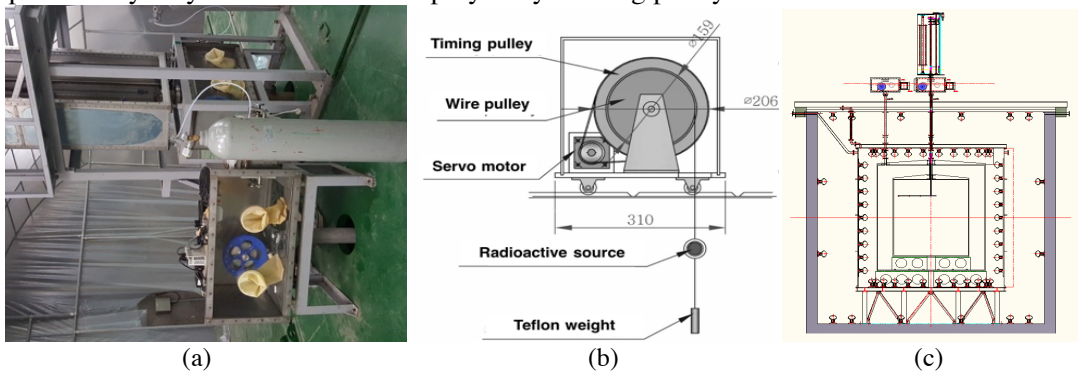 Timing pulley
ø159
Wire pulley
ø206
Servo motor
310
Radioactive source
Teflon weight
(a)
(b)
(c)